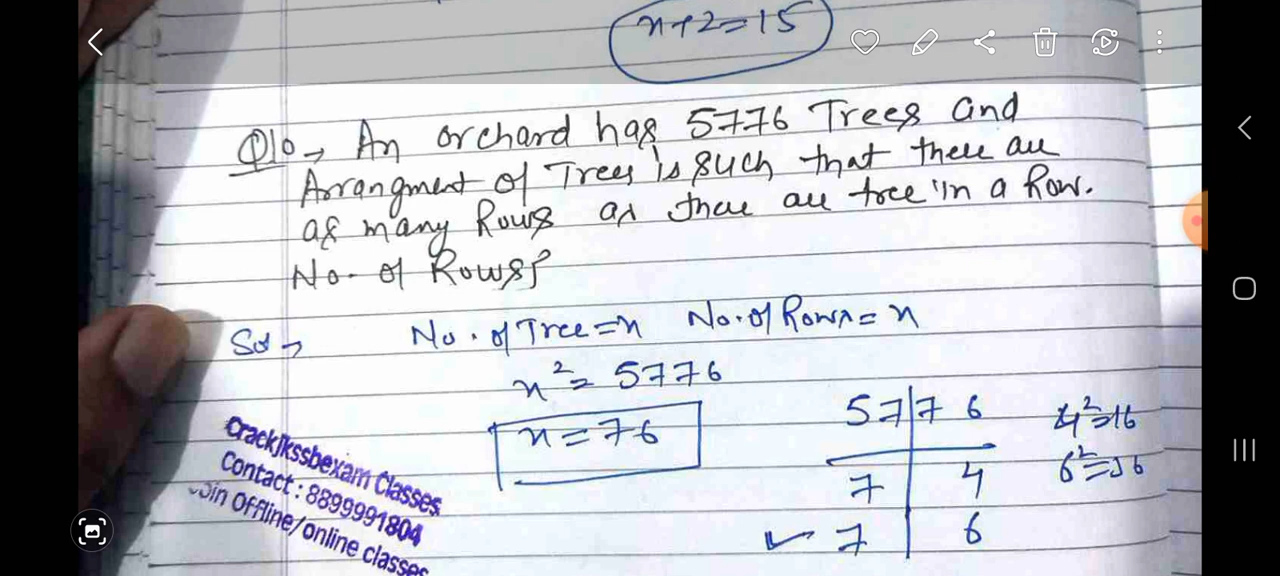 x+2=15
Q10→ An orchard has 5776 Trees and
Arrangment of Trees is such that there are
as many Rows as there are tree in a Row.
No. of Rows?
Sol→ No. of Tree=x No. of Rows=x
x²= 5776
x=76
57|76 4²=16
7 4 6²=36
7 6
Crackjkssbexam Classes
Contact : 8899991804
Join Offline/online classes